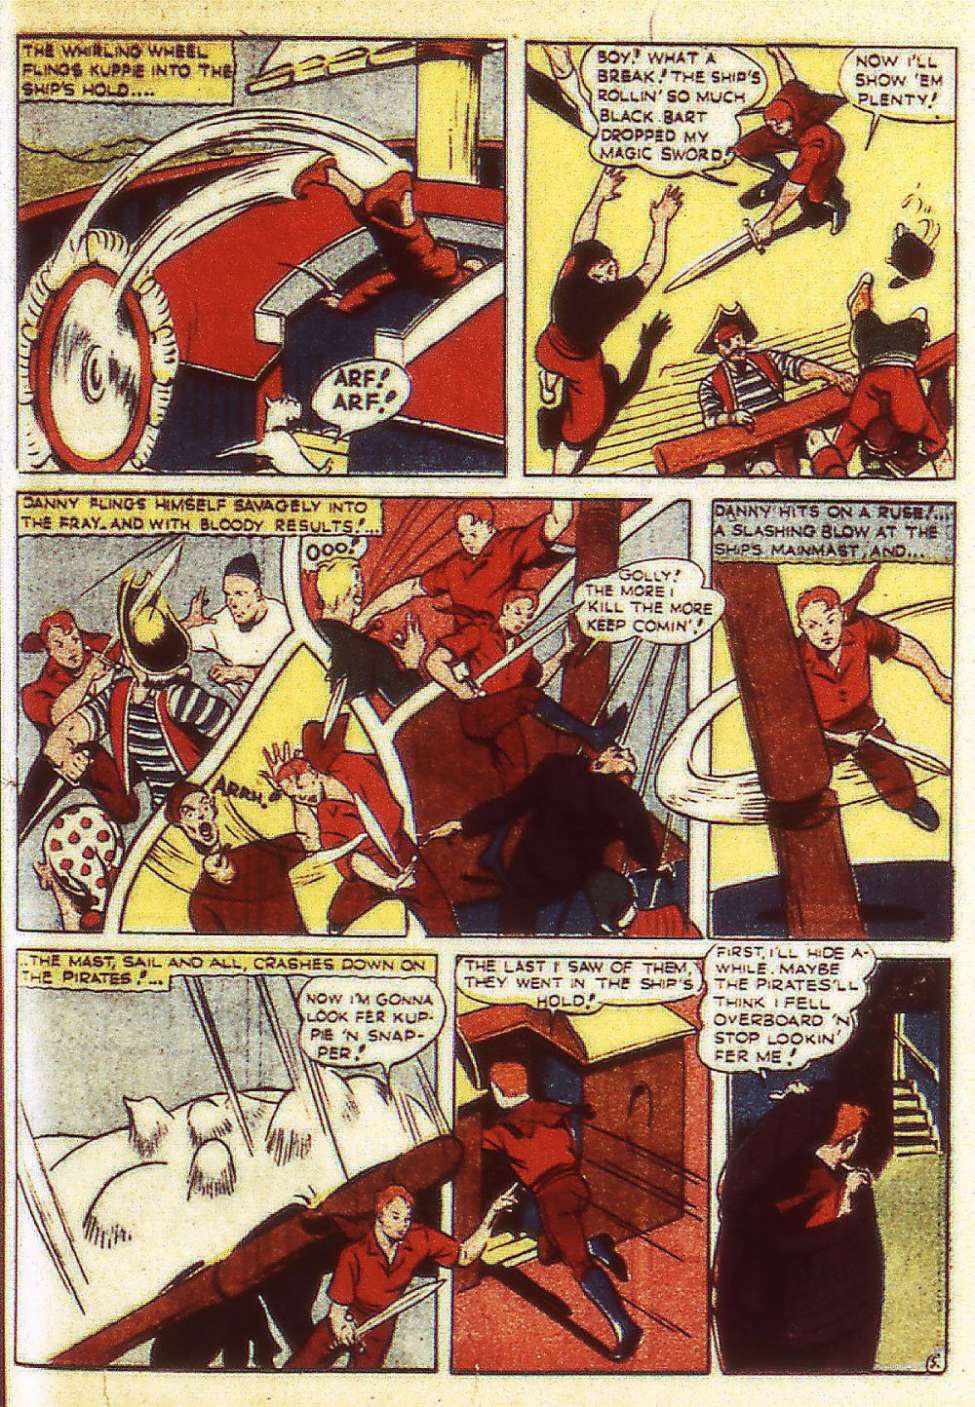 THE WHIRLING WHEEL
FLINGS KUPPIE INTO THE
SHIP'S HOLD....
ARF!
ARF!
BOY! WHAT A
BREAK! THE SHIP'S
ROLLIN' SO MUCH
BLACK BART
DROPPED MY
MAGIC SWORD!
NOW I'LL
SHOW 'EM
PLENTY!
DANNY FLINGS HIMSELF SAVAGELY INTO
THE FRAY-AND WITH BLOODY RESULTS!...
OOO!
ARRH,!
GOLLY!
THE MORE I
KILL THE MORE
KEEP COMIN'!
DANNY HITS ON A RUSE!...
A SLASHING BLOW AT THE
SHIP'S MAINMAST, AND...
..THE MAST, SAIL AND ALL, CRASHES DOWN ON
THE PIRATES!...
NOW I'M GONNA
LOOK FER KUP-
PIE 'N SNAP-
PER!
THE LAST I SAW OF THEM,
THEY WENT IN THE SHIP'S
HOLD!
FIRST, I'LL HIDE A-
WHILE. MAYBE
THE PIRATES'LL
THINK I FELL
OVERBOARD 'N
STOP LOOKIN'
FER ME!
5.